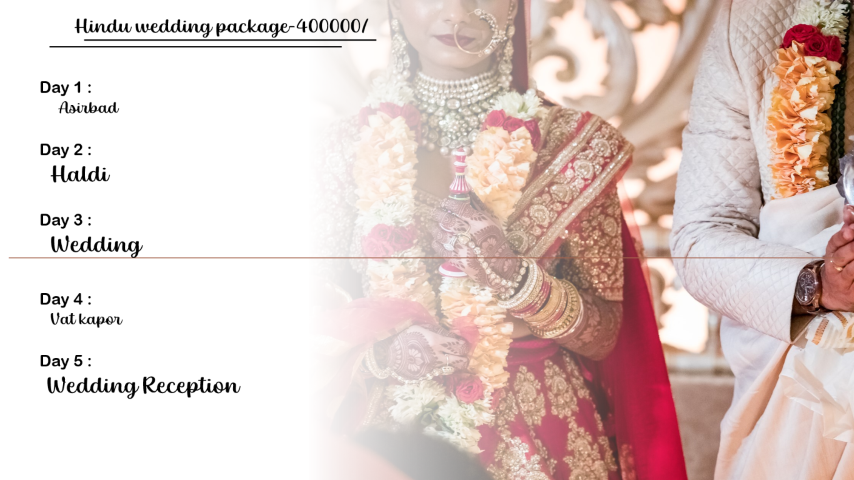 Hindu wedding package-400000/
Day 1 :
Asirbad
Day 2 :
Haldi
Day 3 :
Wedding
Day 4 :
Vat kapor
Day 5 :
Wedding Reception